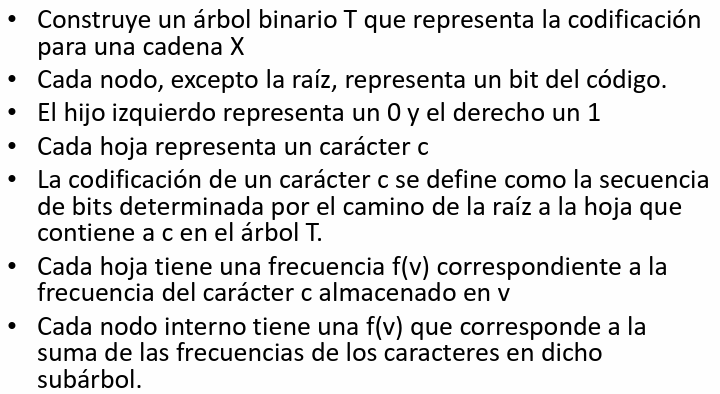 • Construye un árbol binario T que representa la codificación
para una cadena X
• Cada nodo, excepto la raíz, representa un bit del código.
• El hijo izquierdo representa un 0 y el derecho un 1
• Cada hoja representa un carácter c
• La codificación de un carácter c se define como la secuencia
de bits determinada por el camino de la raíz a la hoja que
contiene a c en el árbol T.
• Cada hoja tiene una frecuencia f(v) correspondiente a la
frecuencia del carácter c almacenado en v
• Cada nodo interno tiene una f(v) que corresponde a la
suma de las frecuencias de los caracteres en dicho
subárbol.